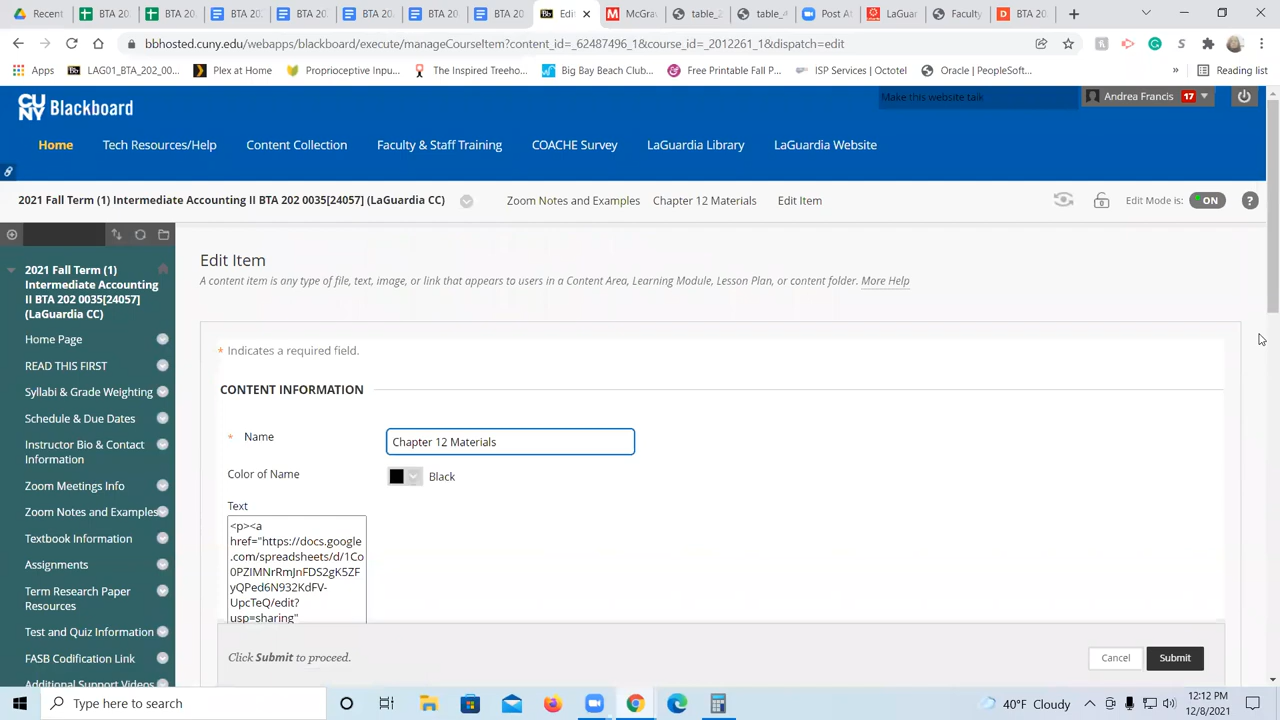 Recent
BTA 20
BTA 20
BTA 20
BTA 20.
BTA 20
BTA 20
BTA 20
Edi
McGra
table_2
table_4
Post At
LaGuar
Faculty
BTA 20
bbhosted.cuny.edu/webapps/blackboard/execute/manageCourseItem?content_id=_62487496_1&course_id=_2012261_1&dispatch=edit
Apps
LAG01_BTA_202_00...
Plex at Home
Proprioceptive Inpu...
The Inspired Treeho...
Big Bay Beach Club...
Free Printable Fall P...
ISP Services | Octotel
Oracle | PeopleSoft...
»
Reading list
CUNY Blackboard
Make this website talk
Andrea Francis 17
Home
Tech Resources/Help
Content Collection
Faculty & Staff Training
COACHE Survey
LaGuardia Library
LaGuardia Website
2021 Fall Term (1) Intermediate Accounting II BTA 202 0035[24057] (LaGuardia CC)
Zoom Notes and Examples
Chapter 12 Materials
Edit Item
Edit Mode is: ON
?
2021 Fall Term (1)
Intermediate Accounting
II BTA 202 0035[24057]
(LaGuardia CC)
Home Page
READ THIS FIRST
Syllabi & Grade Weighting
Schedule & Due Dates
Instructor Bio & Contact
Information
Zoom Meetings Info
Zoom Notes and Examples
Textbook Information
Assignments
Term Research Paper
Resources
Test and Quiz Information
FASB Codification Link
Additional Support Videos
Edit Item
A content item is any type of file, text, image, or link that appears to users in a Content Area, Learning Module, Lesson Plan, or content folder. More Help
* Indicates a required field.
CONTENT INFORMATION
* Name
Chapter 12 Materials
Color of Name
Black
Text
<p><a
href="https://docs.google
.com/spreadsheets/d/1Co
0PZIMNrRmJnFDS2gK5ZF
yQPed6N932KdFV-
UpcTeQ/edit?
usp=sharing"
Click Submit to proceed.
Cancel
Submit
Type here to search
40°F Cloudy
12:12 PM
12/8/2021